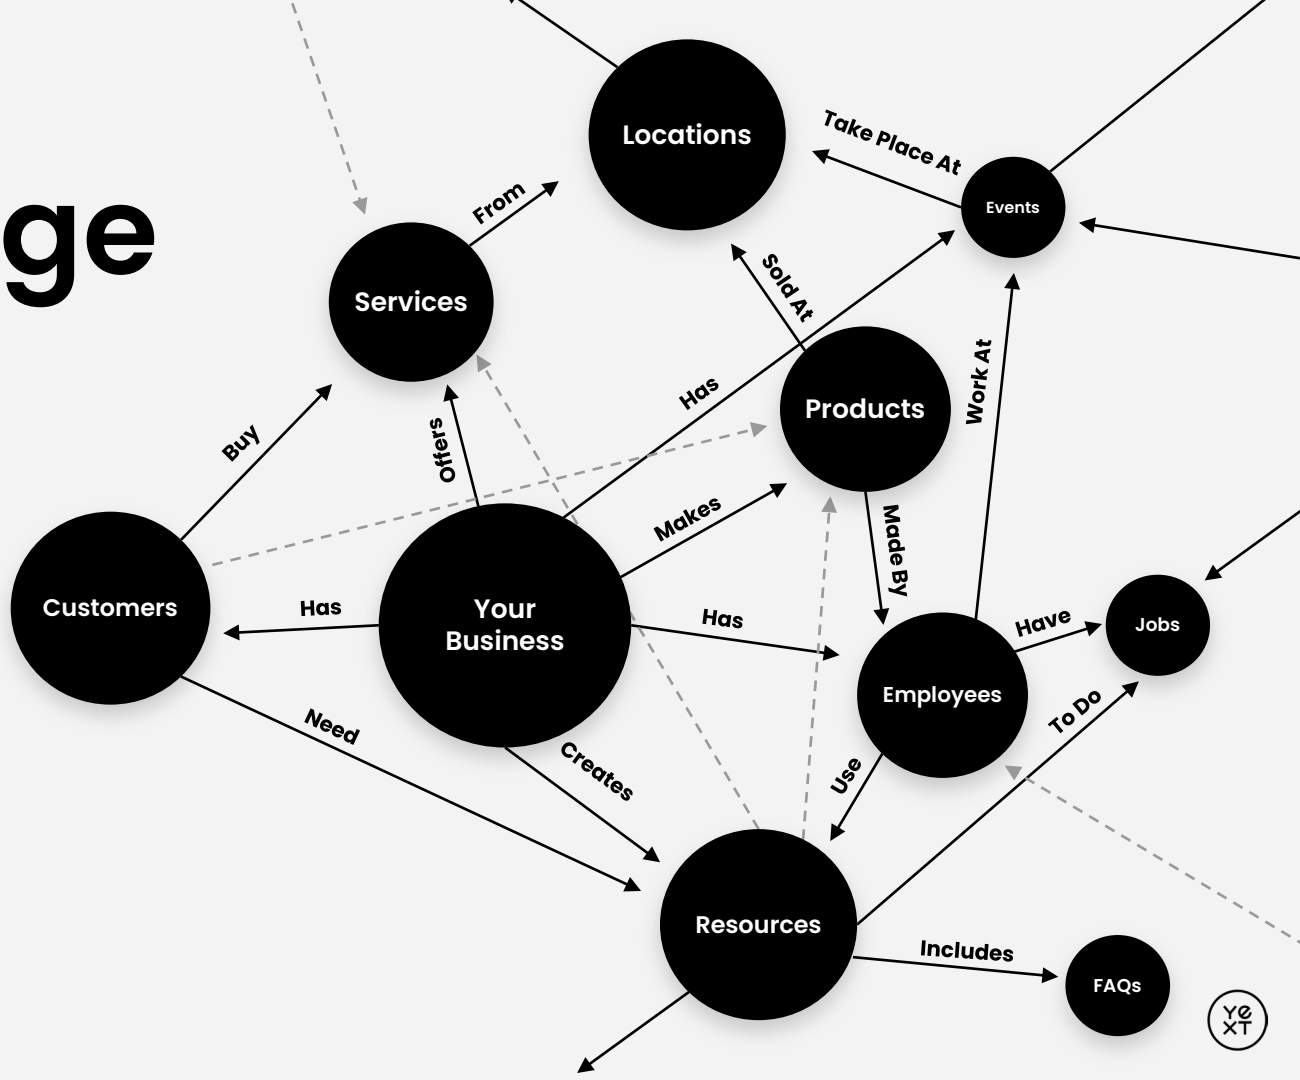 Locations
Take Place At
Events
From
ge
Services
Sold At
Has
Products
Work At
Buy
Offers
Makes
Made By
Customers
Has
Your
Business
Has
Have
Jobs
Employees
To Do
Need
Creates
Use
Resources
Includes
FAQs
YEXT